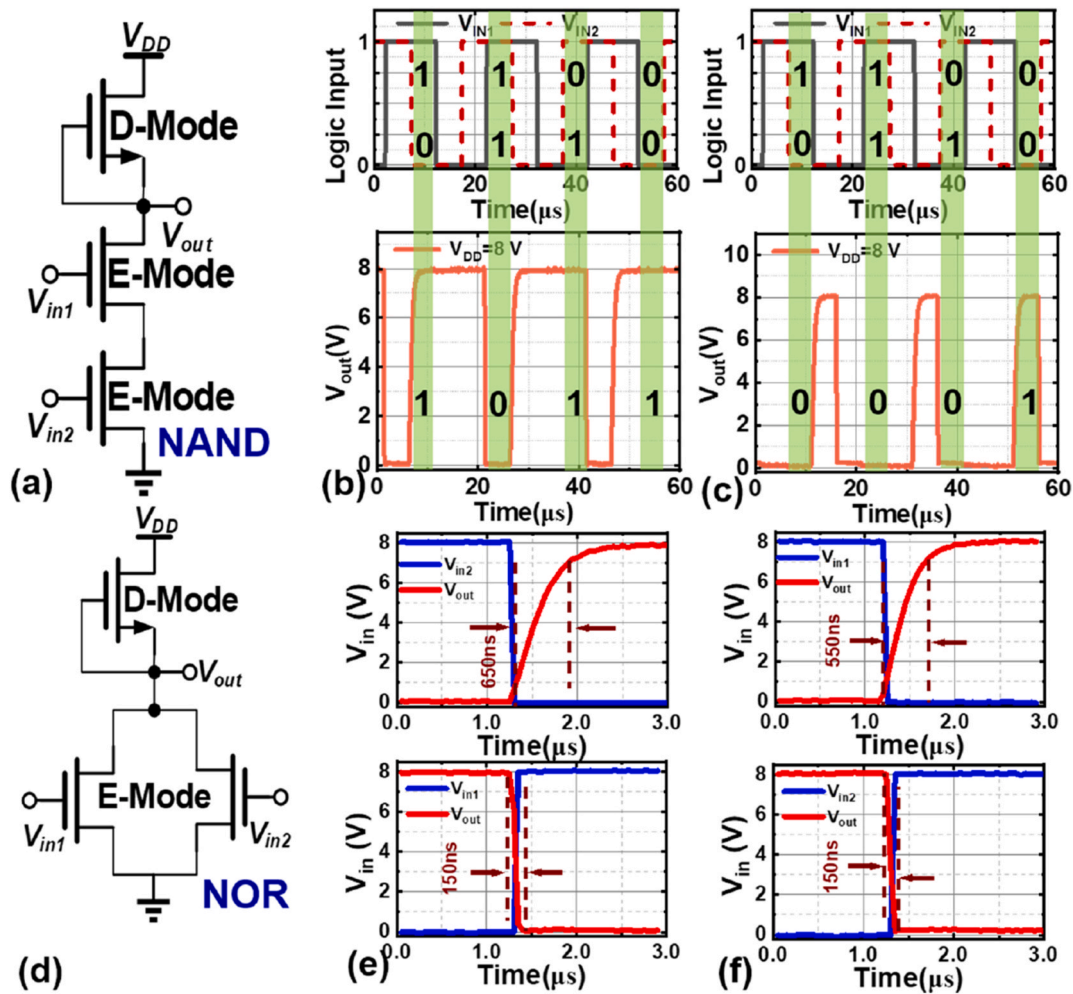 V_DD
D-Mode
V_out
E-Mode
V_in1
E-Mode
V_in2
NAND
(a)
V_IN1 V_IN2
Logic Input
1
0
1 1 0 0
0 1 1 0
0 20 40 60
Time(μs)
V_DD=8 V
V_out(V)
8
6
4
2
0
1 0 1 1
0 20 40 60
Time(μs)
(b)
V_IN1 V_IN2
Logic Input
1
0
1 1 0 0
0 1 1 0
0 20 40 60
Time(μs)
V_DD=8 V
V_out(V)
10
8
6
4
2
0
0 0 0 1
0 20 40 60
Time(μs)
(c)
V_DD
D-Mode
V_out
E-Mode
V_in1
V_in2
NOR
(d)
V_in (V)
8
6
4
2
0
V_in2
V_out
650ns
0.0 1.0 2.0 3.0
Time(μs)
V_in (V)
8
6
4
2
0
V_in1
V_out
150ns
0.0 1.0 2.0 3.0
Time(μs)
(e)
V_in (V)
8
6
4
2
0
V_in1
V_out
550ns
0.0 1.0 2.0 3.0
Time(μs)
V_in (V)
8
6
4
2
0
V_in2
V_out
150ns
0.0 1.0 2.0 3.0
Time(μs)
(f)